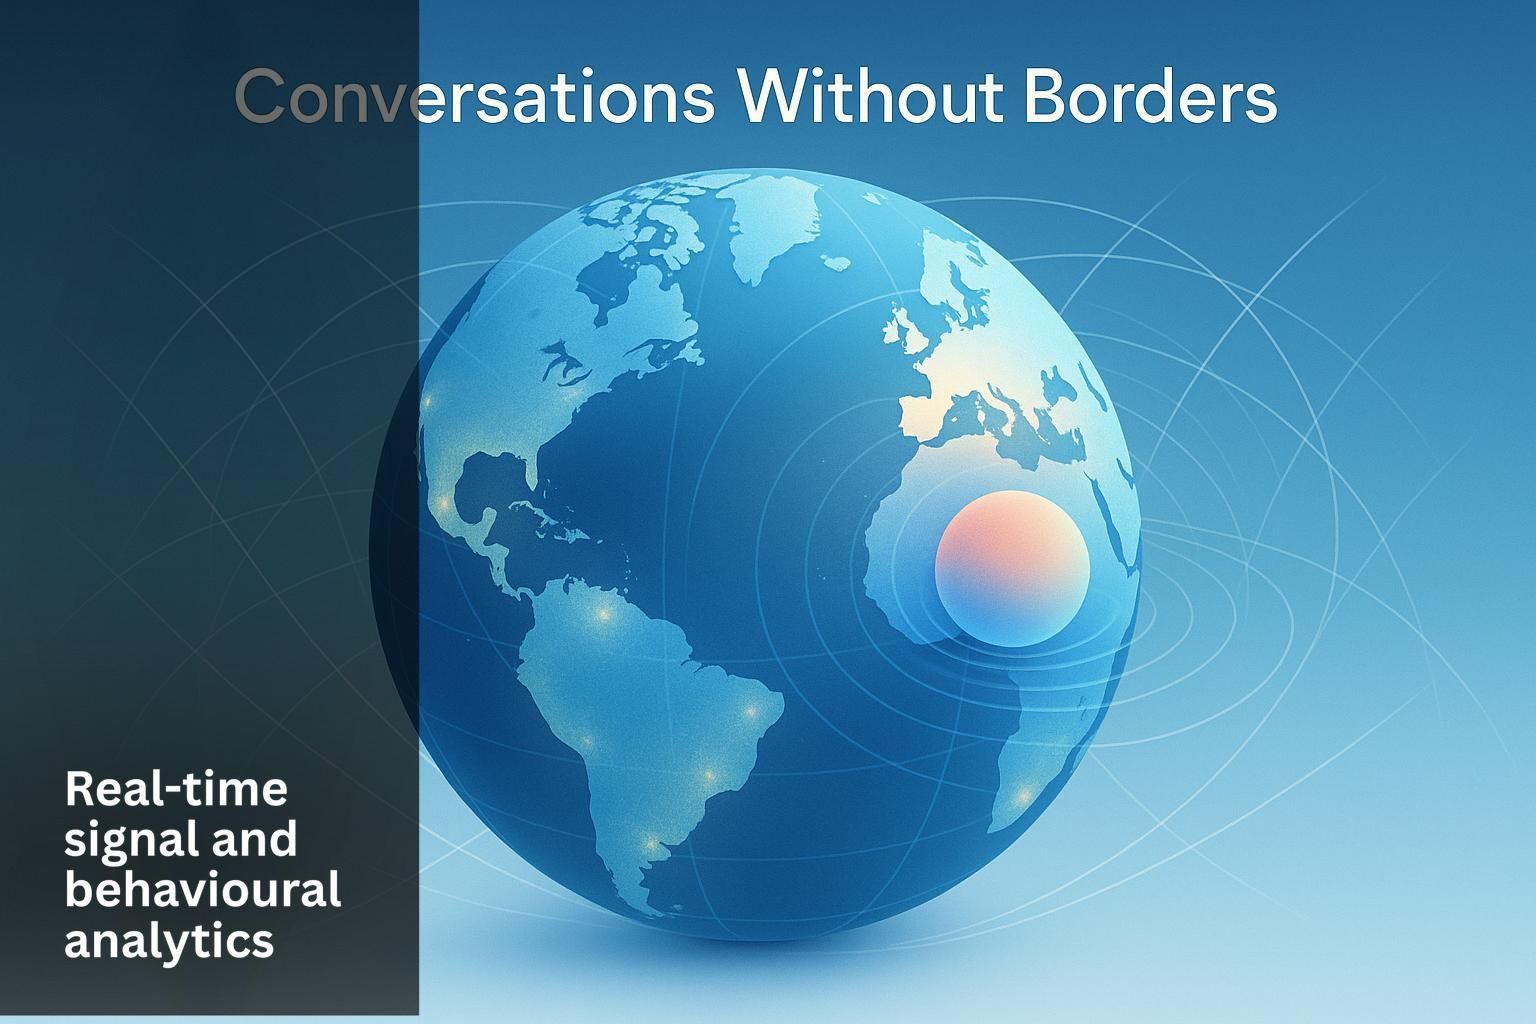 Conversations Without Borders
Real-time
signal and
behavioural
analytics